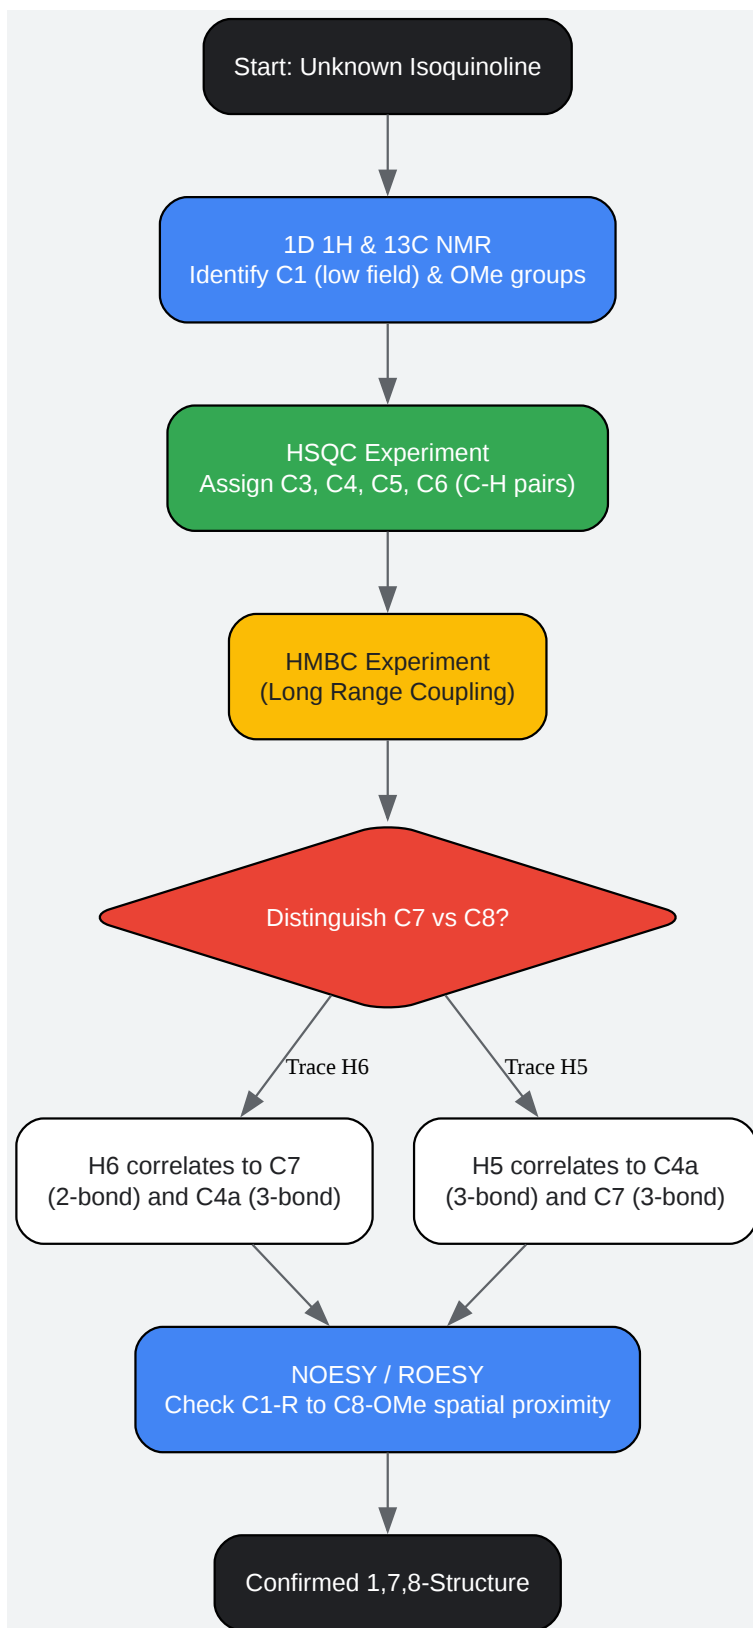 Start: Unknown Isoquinoline
1D 1H & 13C NMR
Identify C1 (low field) & OMe groups
HSQC Experiment
Assign C3, C4, C5, C6 (C-H pairs)
HMBC Experiment
(Long Range Coupling)
Distinguish C7 vs C8?
Trace H6
Trace H5
H6 correlates to C7
(2-bond) and C4a (3-bond)
H5 correlates to C4a
(3-bond) and C7 (3-bond)
NOESY / ROESY
Check C1-R to C8-OMe spatial proximity
Confirmed 1,7,8-Structure